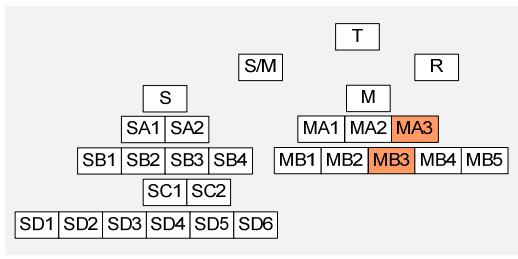 T
S/M R
S M
SA1 SA2 MA1 MA2 MA3
SB1 SB2 SB3 SB4 MB1 MB2 MB3 MB4 MB5
SC1 SC2
SD1 SD2 SD3 SD4 SD5 SD6